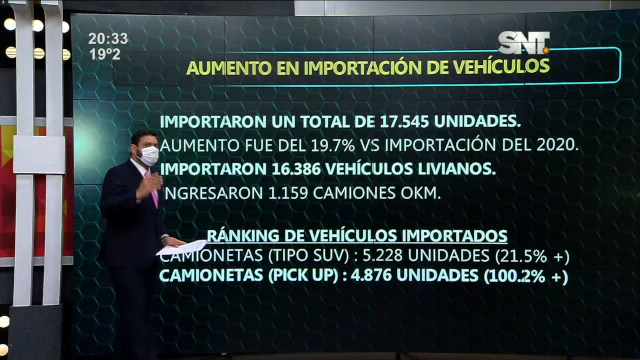 20:33
19°2
SNT
AUMENTO EN IMPORTACIÓN DE VEHÍCULOS
IMPORTARON UN TOTAL DE 17.545 UNIDADES.
AUMENTO FUE DEL 19.7% VS IMPORTACIÓN DEL 2020.
IMPORTARON 16.386 VEHÍCULOS LIVIANOS.
INGRESARON 1.159 CAMIONES OKM.
RÁNKING DE VEHÍCULOS IMPORTADOS
CAMIONETAS (TIPO SUV) : 5.228 UNIDADES (21.5% +)
CAMIONETAS (PICK UP) : 4.876 UNIDADES (100.2% +)